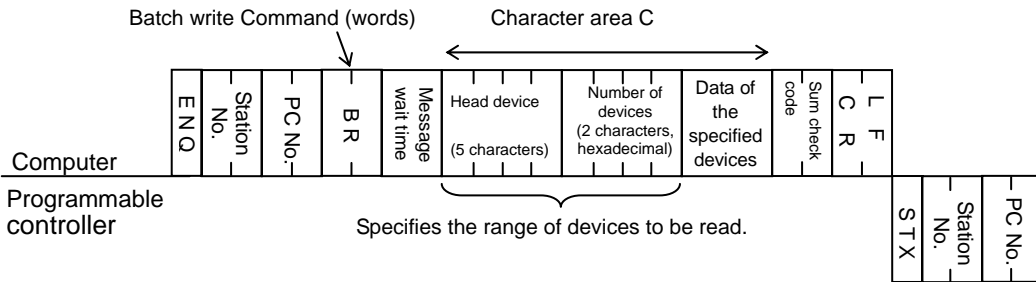 Batch write Command (words)
Character area C
E N Q
Station
No.
PC No.
B R
Message
wait time
Head device
(5 characters)
Number of
devices
(2 characters,
hexadecimal)
Data of
the
specified
devices
Sum check
code
L F
C R
Computer
Programmable
controller
Specifies the range of devices to be read.
S T X
Station
No.
PC No.